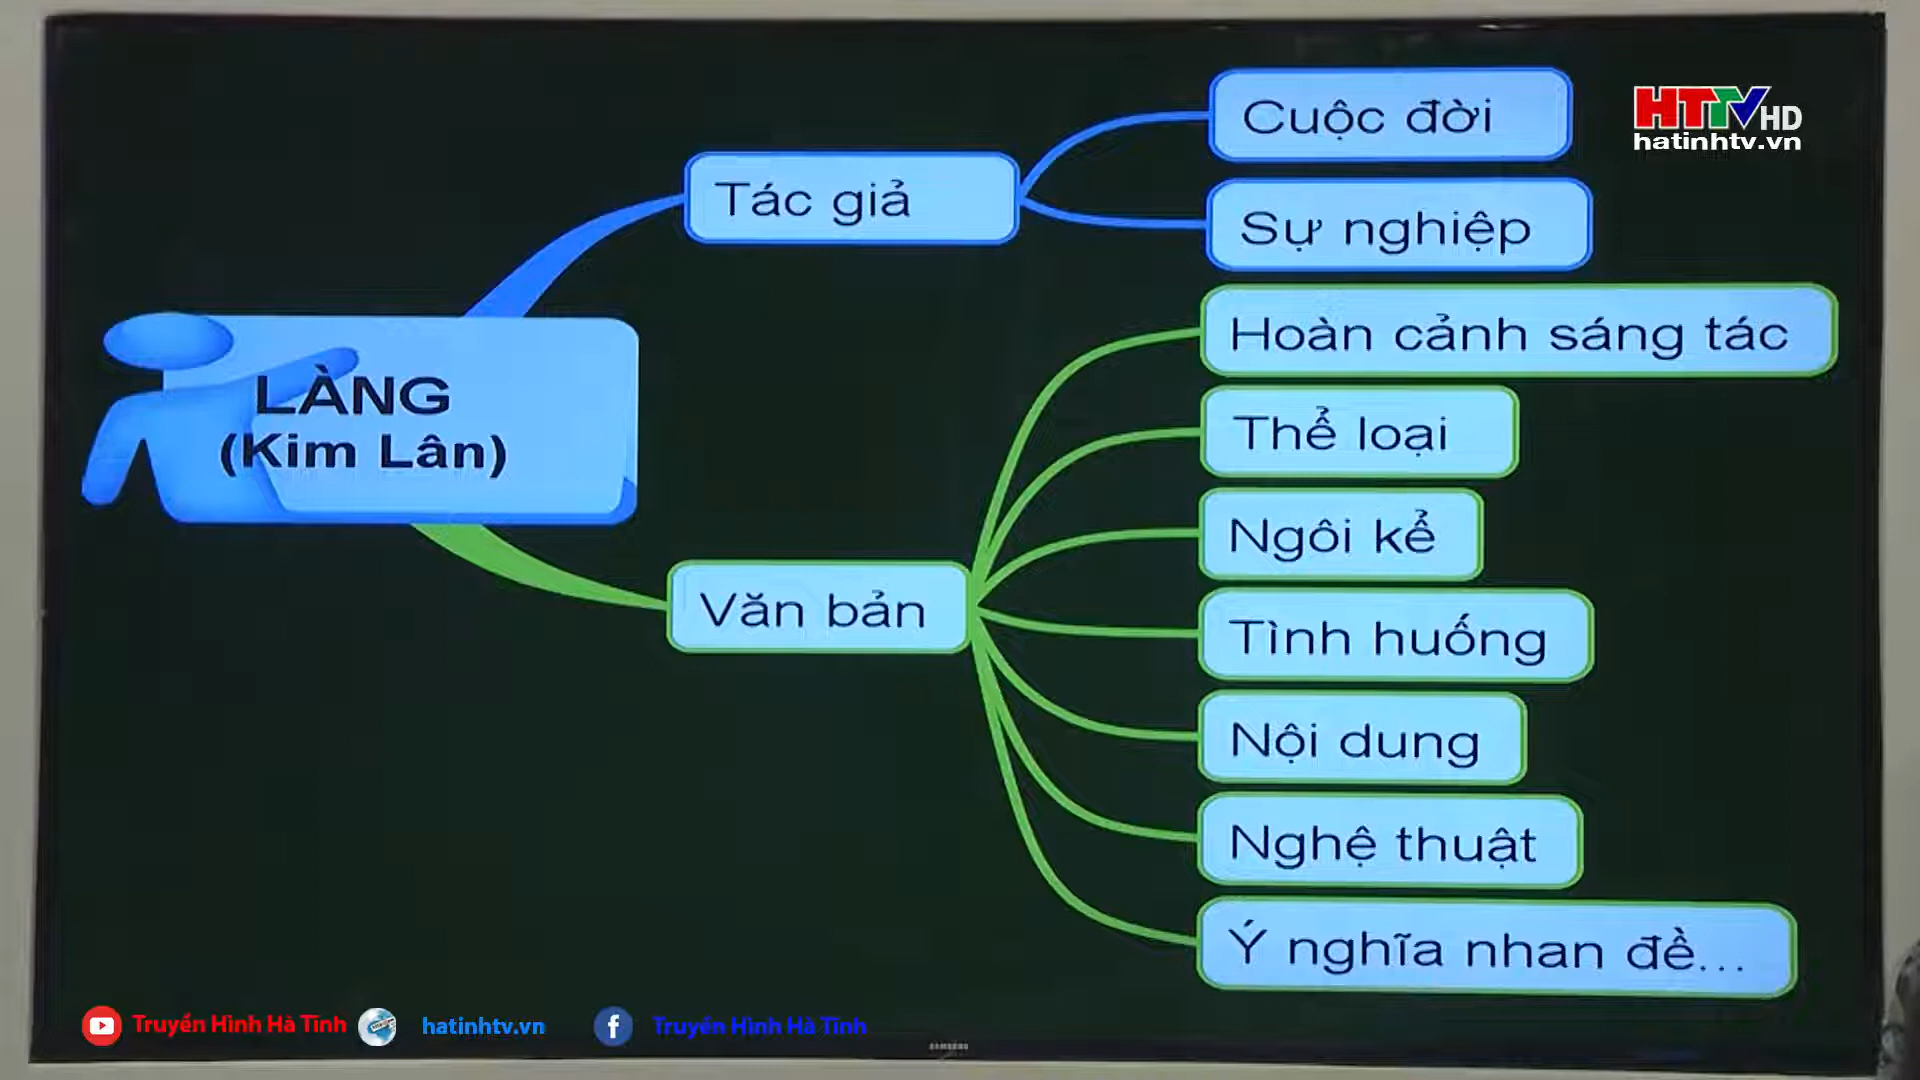 Cuộc đời
HTTV HD
hatinhtv.vn
Tác giả
Sự nghiệp
Hoàn cảnh sáng tác
LÀNG
(Kim Lân)
Thể loại
Ngôi kể
Văn bản
Tình huống
Nội dung
Nghệ thuật
Ý nghĩa nhan đề...
Truyền Hình Hà Tĩnh
hatinhtv.vn
Truyền Hình Hà Tĩnh
SAMSUNG